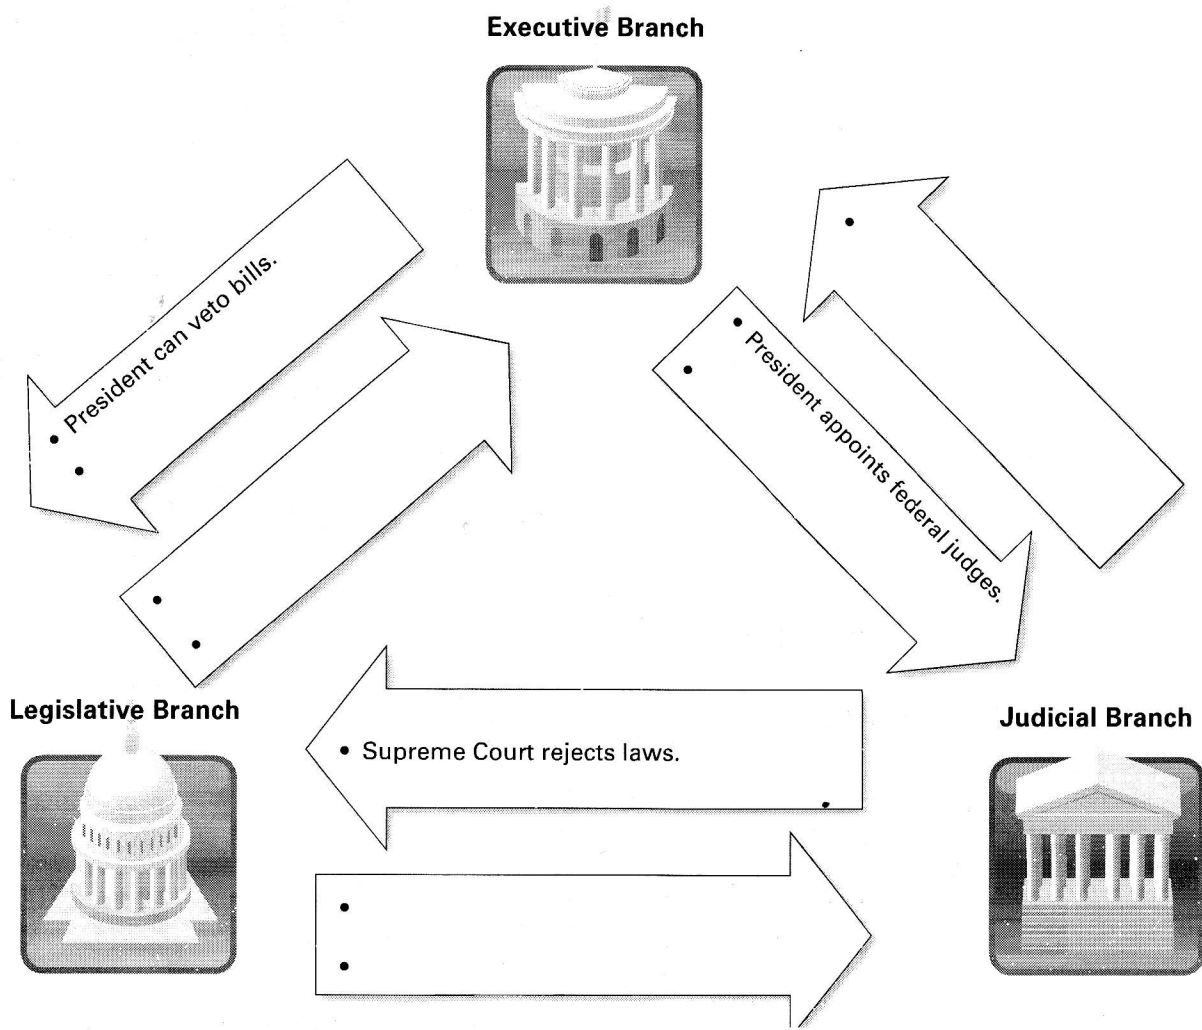 Executive Branch
• President can veto bills.
•
•
• President appoints federal judges.
•
•
•
Legislative Branch
Judicial Branch
• Supreme Court rejects laws.
•
•